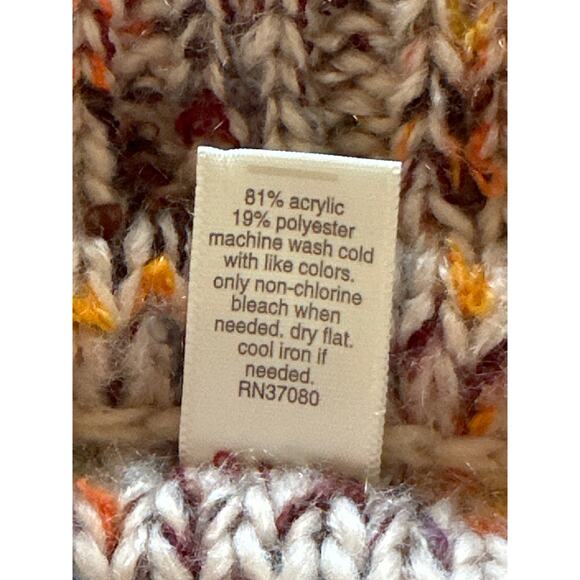 81% acrylic
19% polyester
machine wash cold
with like colors.
only non-chlorine
bleach when
needed. dry flat.
cool iron if
needed.
RN37080